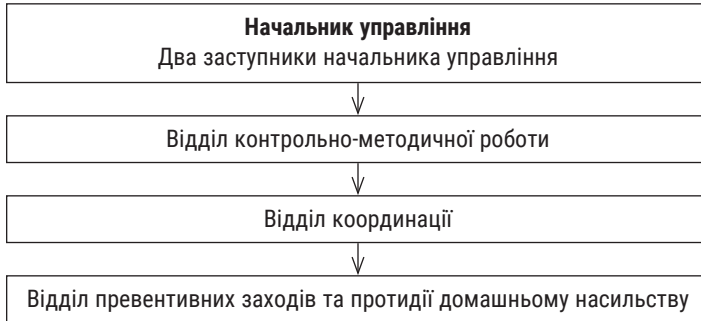 Начальник управління
Два заступники начальника управління
Відділ контрольно-методичної роботи
Відділ координації
Відділ превентивних заходів та протидії домашньому насильству